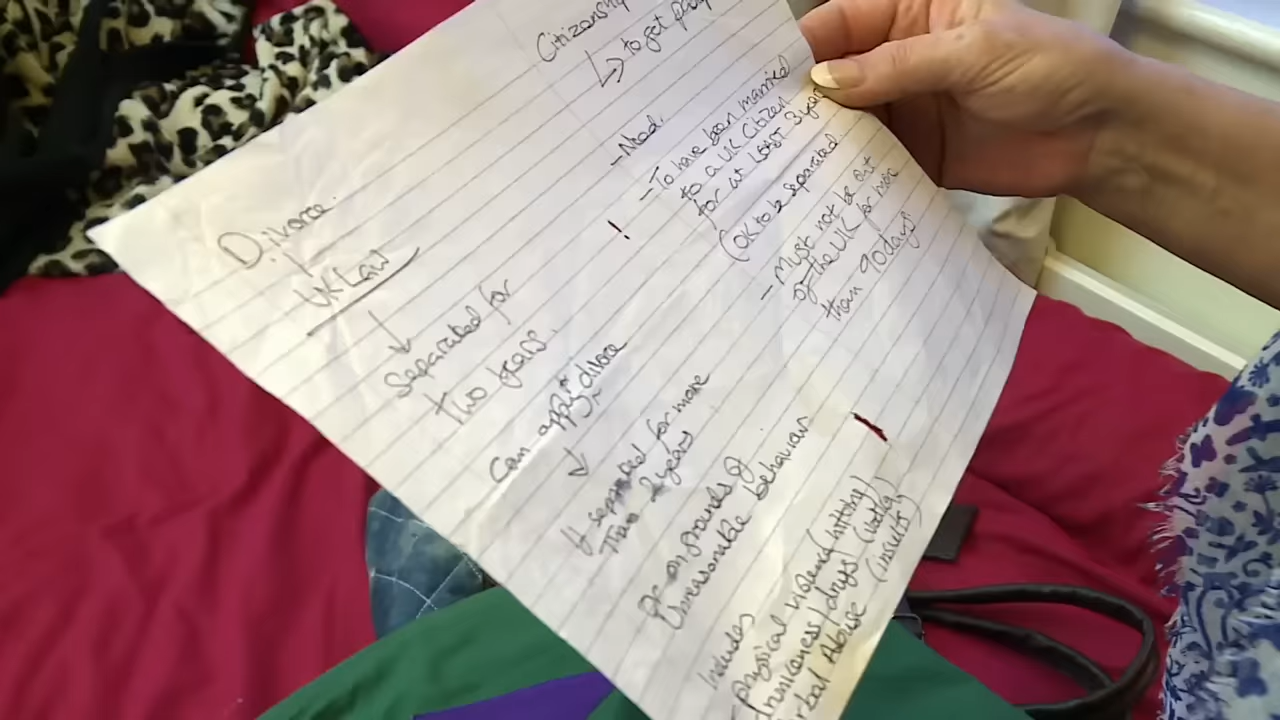 Citizenship
↳ to get
- Need.
- To have been married
to a UK Citizen
for at least 3 years
(OK to be separated.
- Must not be out
of the UK for more
than 90 days
Divorce
UK Law
↓
Separated for
two years.
Can apply divorce
↓
If separated for more
Than 2 years
or on grounds of
Unreasonable behaviour
Includes
- physical violence (hitting)
drunkeness / drugs /
Verbal Abuse (insults)